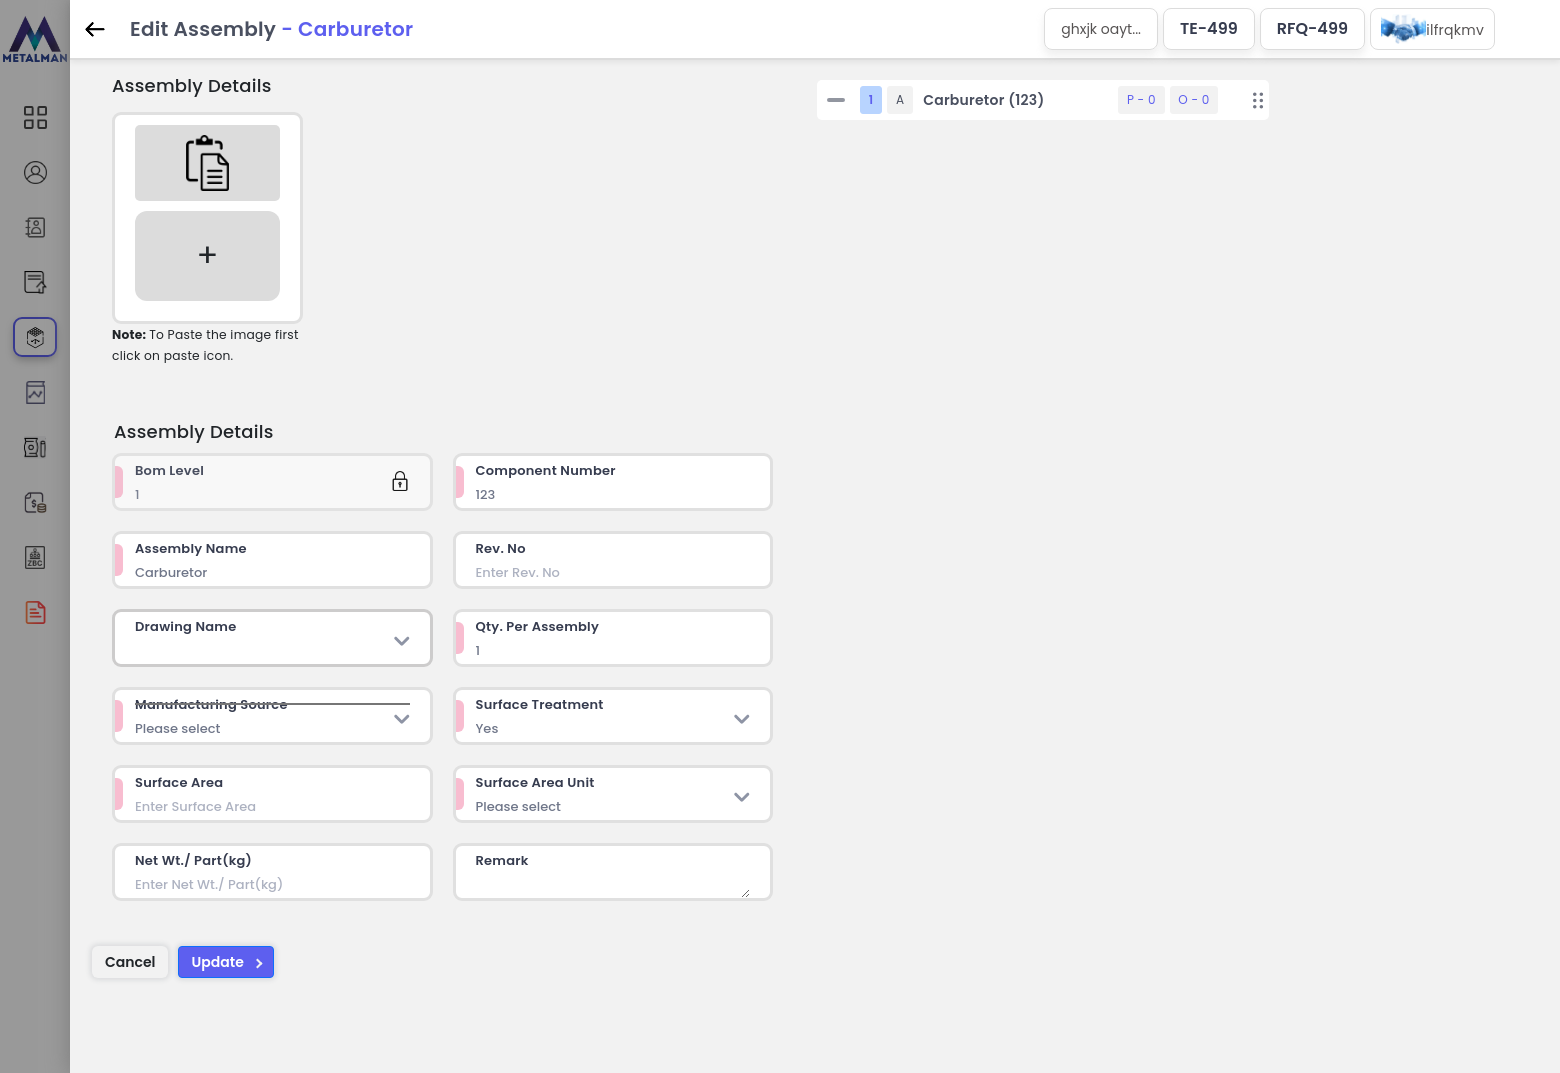 METALMAN
Edit Assembly - Carburetor
ghxjk oayt...
TE-499
RFQ-499
ilfrqkmv
Assembly Details
+
Note: To Paste the image first
click on paste icon.
1
A
Carburetor (123)
P - 0
O - 0
Assembly Details
Bom Level
1
Component Number
123
Assembly Name
Carburetor
Rev. No
Enter Rev. No
Drawing Name
Qty. Per Assembly
1
Manufacturing Source
Please select
Surface Treatment
Yes
Surface Area
Enter Surface Area
Surface Area Unit
Please select
Net Wt./ Part(kg)
Enter Net Wt./ Part(kg)
Remark
ZBC
Cancel
Update